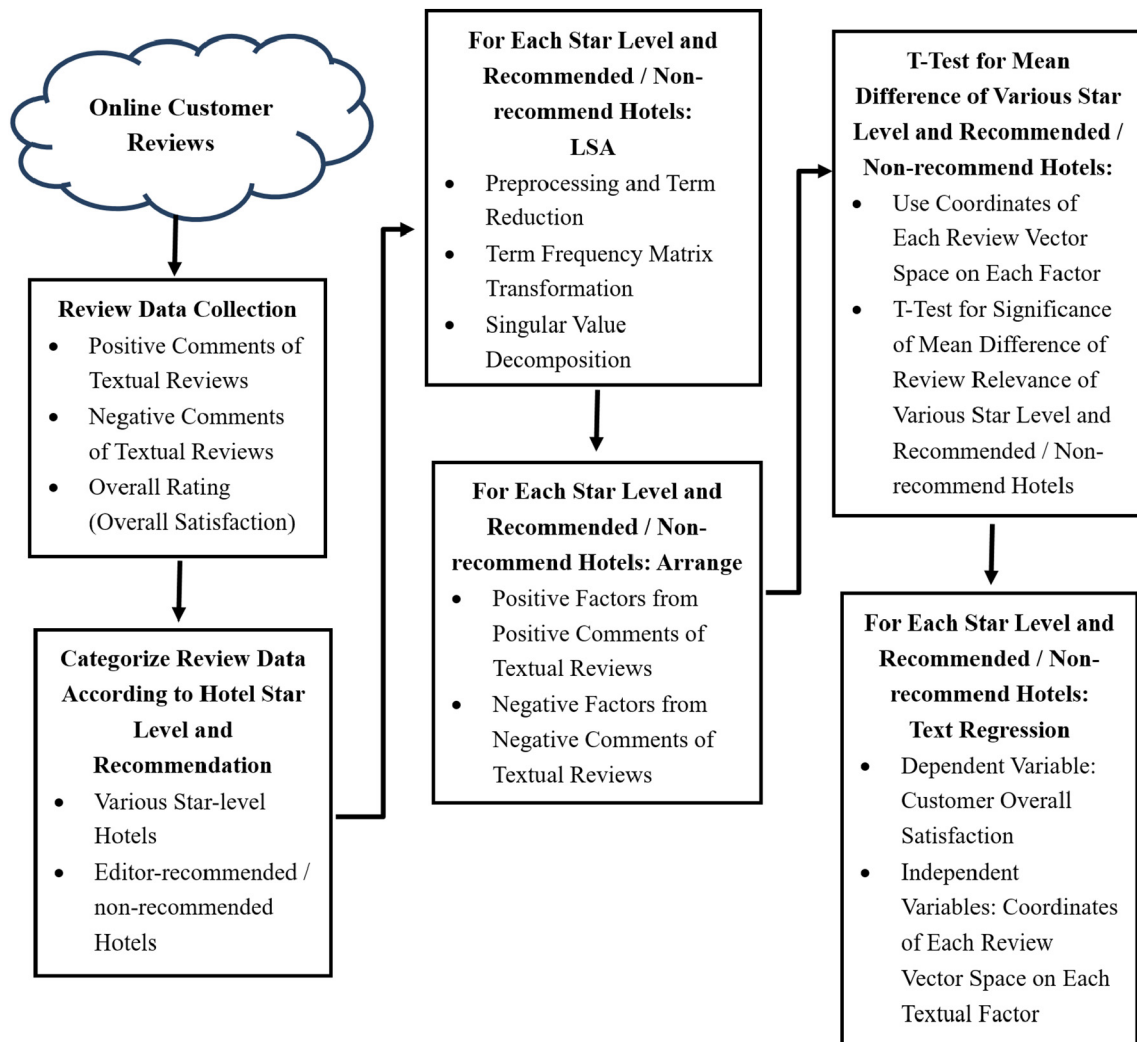 Online Customer
Reviews
Review Data Collection
• Positive Comments of
Textual Reviews
• Negative Comments
of Textual Reviews
• Overall Rating
(Overall Satisfaction)
Categorize Review Data
According to Hotel Star
Level and
Recommendation
• Various Star-level
Hotels
• Editor-recommended /
non-recommended
Hotels
For Each Star Level and
Recommended / Non-
recommend Hotels:
LSA
• Preprocessing and Term
Reduction
• Term Frequency Matrix
Transformation
• Singular Value
Decomposition
For Each Star Level and
Recommended / Non-
recommend Hotels: Arrange
• Positive Factors from
Positive Comments of
Textual Reviews
• Negative Factors from
Negative Comments of
Textual Reviews
T-Test for Mean
Difference of Various Star
Level and Recommended /
Non-recommend Hotels:
• Use Coordinates of
Each Review Vector
Space on Each Factor
• T-Test for Significance
of Mean Difference of
Review Relevance of
Various Star Level and
Recommended / Non-
recommend Hotels
For Each Star Level and
Recommended / Non-
recommend Hotels:
Text Regression
• Dependent Variable:
Customer Overall
Satisfaction
• Independent
Variables: Coordinates
of Each Review
Vector Space on Each
Textual Factor